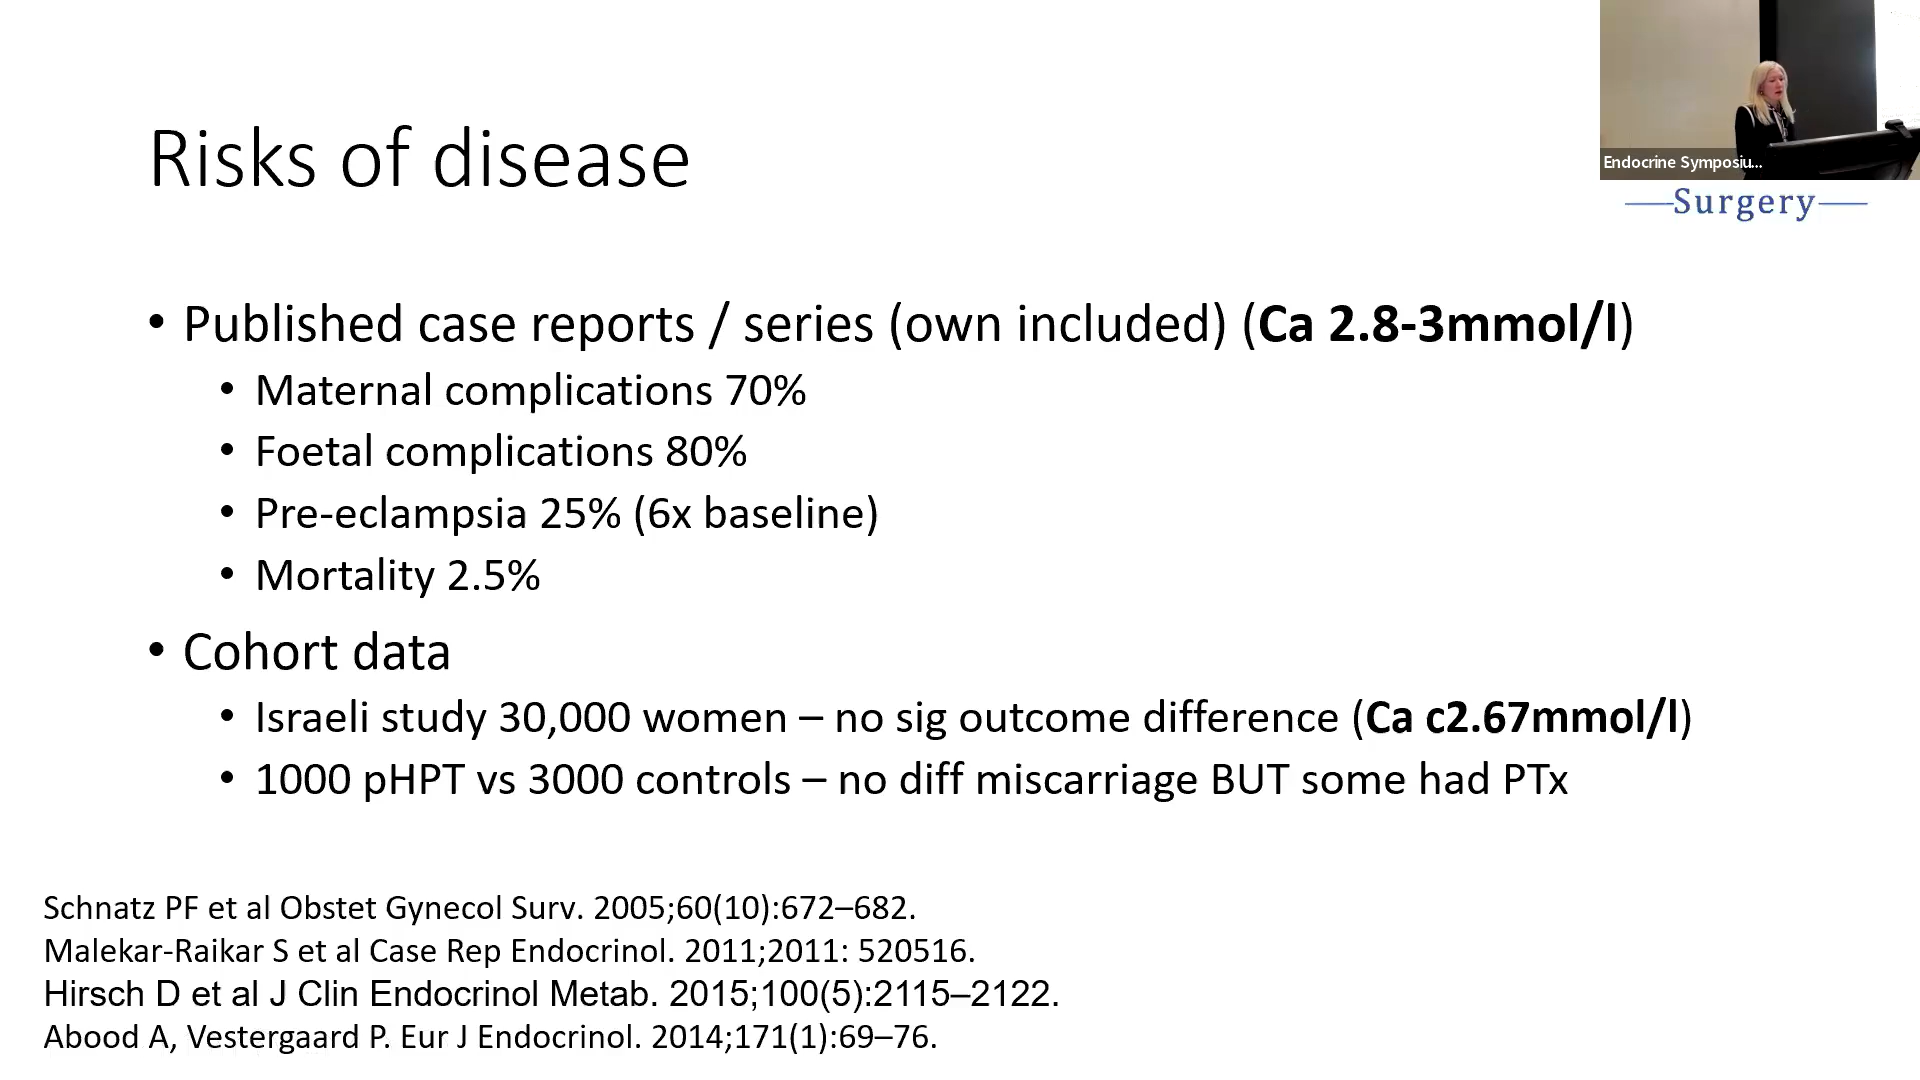 Risks of disease
Endocrine Symposiu...
Surgery
• Published case reports / series (own included) (Ca 2.8-3mmol/l)
• Maternal complications 70%
• Foetal complications 80%
• Pre-eclampsia 25% (6x baseline)
• Mortality 2.5%
• Cohort data
• Israeli study 30,000 women – no sig outcome difference (Ca c2.67mmol/l)
• 1000 pHPT vs 3000 controls – no diff miscarriage BUT some had PTx
Schnatz PF et al Obstet Gynecol Surv. 2005;60(10):672–682.
Malekar-Raikar S et al Case Rep Endocrinol. 2011;2011: 520516.
Hirsch D et al J Clin Endocrinol Metab. 2015;100(5):2115–2122.
Abood A, Vestergaard P. Eur J Endocrinol. 2014;171(1):69–76.